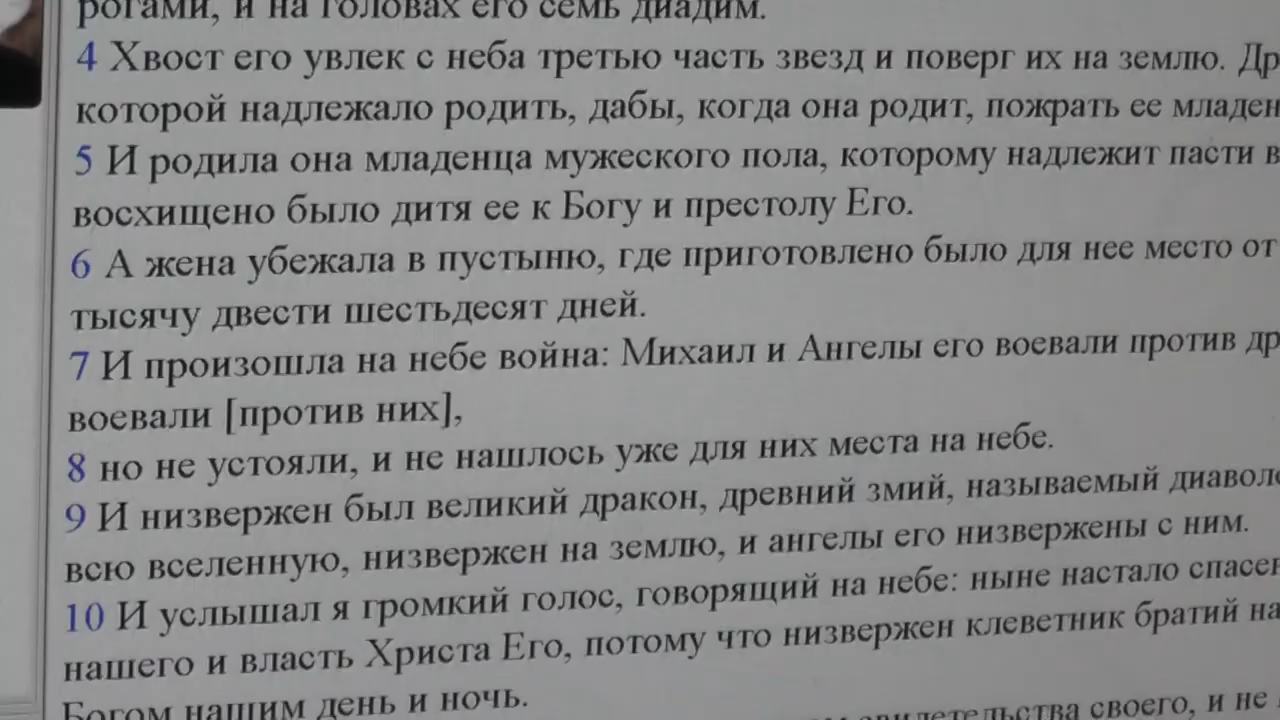 рогами, и на головах его семь диадим.
4 Хвост его увлек с неба третью часть звезд и поверг их на землю. Др
которой надлежало родить, дабы, когда она родит, пожрать ее младен
5 И родила она младенца мужеского пола, которому надлежит пасти в
восхищено было дитя ее к Богу и престолу Его.
6 А жена убежала в пустыню, где приготовлено было для нее место от
тысячу двести шестьдесят дней.
7 И произошла на небе война: Михаил и Ангелы его воевали против др
воевали [против них],
8 но не устояли, и не нашлось уже для них места на небе.
9 И низвержен был великий дракон, древний змий, называемый диаволо
всю вселенную, низвержен на землю, и ангелы его низвержены с ним.
10 И услышал я громкий голос, говорящий на небе: ныне настало спасен
нашего и власть Христа Его, потому что низвержен клеветник братий на
Богом нашим день и ночь.
свидетельства своего, и не